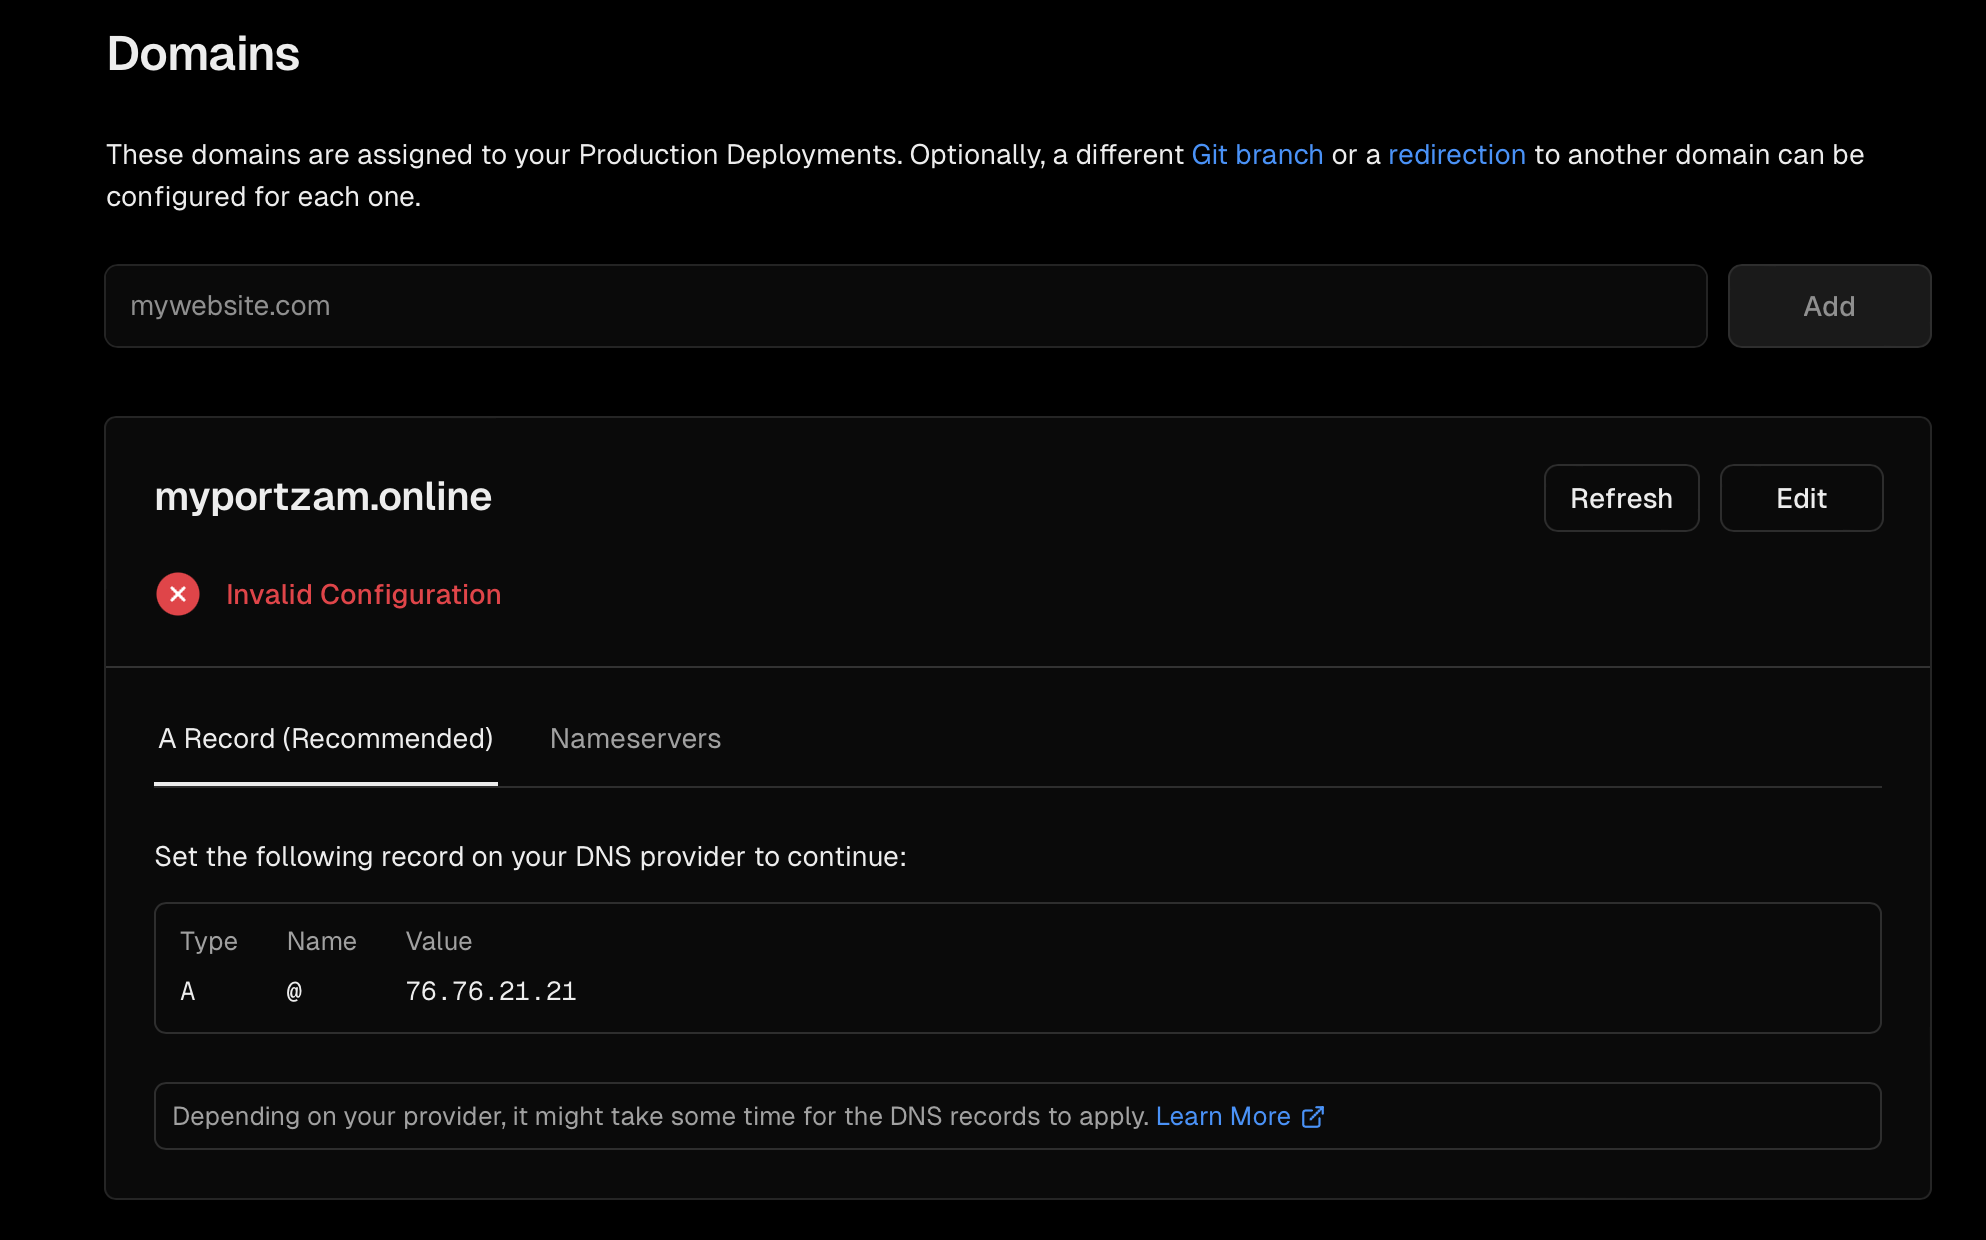 Domains
These domains are assigned to your Production Deployments. Optionally, a different Git branch or a redirection to another domain can be
configured for each one.
mywebsite.com
Add
myportzam.online
Refresh
Edit
Invalid Configuration
A Record (Recommended)
Nameservers
Set the following record on your DNS provider to continue:
Type Name Value
A @ 76.76.21.21
Depending on your provider, it might take some time for the DNS records to apply. Learn More